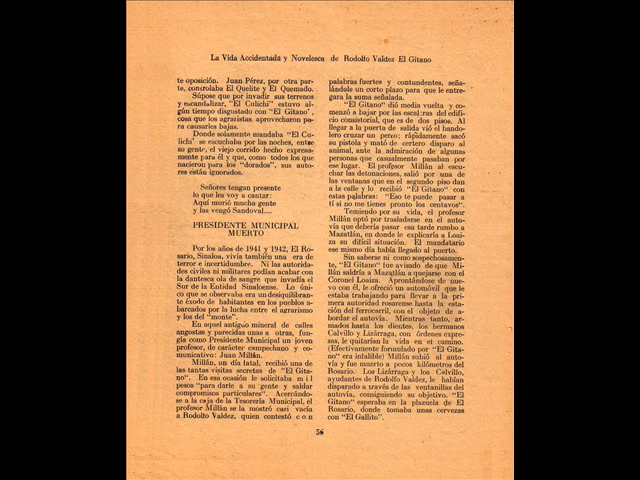 La Vida Accidentada y Novelesca de Rodolfo Valdez El Gitano
te oposición. Juan Pérez, por otra par-
te, controlaba El Quelite y El Quemado.
Súpose que por invadir sus terrenos
y escandalizar, "El Culichi" estuvo al-
gún tiempo disgustado con "El Gitano',
cosa que los agraristas aprovecharon pa-
ra causarles bajas.
Donde solamente mandaba "El Cu-
lichi' se escuchaba por las noches, entre
su gente, el viejo corrido hecho expresa-
mente para él y que, como todos los que
nacieron para los "dorados", sus auto-
res están ignorados.
Señores tengan presente
lo que les voy a cantar:
Aquí murió mucha gente
y las vengó Sandoval....
PRESIDENTE MUNICIPAL
MUERTO
Por los años de 1941 y 1942, El Ro-
sario, Sinaloa, vivía también una era de
terror e incertidumbre. Ni las autorida-
des civiles ni militares podían acabar con
la dantesca ola de sangre que invadía el
Sur de la Entidad Sinaloense. Lo úni-
co que se observaba era un desiquilibran-
te éxodo de habitantes en los pueblos a-
barcados por la lucha entre el agrarismo
y los del "monte".
En aquel antiguo mineral de calles
angostas y parecidas unas a otras, fun-
gía como Presidente Municipal un joven
profesor, de carácter campechano y co-
municativo: Juan Millán.
Millán, un día fatal, recibió una de
las tantas visitas secretas de "El Gita-
no". En esa ocasión le solicitaba mil
pesos "para darle a su gente y saldar
compromisos particulares". Acercándo-
se a la caja de la Tesorería Municipal, el
profesor Millán se la mostró casi vacía
a Rodolfo Valdez, quien contestó con
palabras fuertes y contundentes, seña-
lándole un corto plazo para que le entre-
gara la suma señalada.
"El Gitano" dió media vuelta y co-
menzó a bajar por las escaleras del edifi-
cio consistorial, que es de dos pisos. Al
llegar a la puerta de salida vió el bando-
lero cruzar un perro; rápidamente sacó
su pistola y mató de certero disparo al
animal, ante la admiración de algunas
personas que casualmente pasaban por
ese lugar. El profesor Millán al escu-
char las detonaciones, salió por una de
las ventanas que en el segundo piso dan
a la calle y lo recibió "El Gitano" con
estas palabras: "Eso te puede pasar a
tí si no me tienes pronto los centavos".
Temiendo por su vida, el profesor
Millán optó por trasladarse en el autovía
que debería pasar esa tarde rumbo a
Mazatlán, en donde le explicaría a Loai-
za su difícil situación. El mandatario
ese mismo día había llegado al puerto.
Sin saberse ni como sospechosamen-
te, "El Gitano" fue avisado de que Mi-
llán saldría a Mazatlán a quejarse con el
Coronel Loaiza. Aprontándose de nue-
vo con él, le ofreció un automóvil que le
estaba trabajando para llevar a la pri-
mera autoridad rosarense hasta la esta-
ción del ferrocarril, con el objeto de a-
bordar el autovía. Mientras tanto, ar-
mados hasta los dientes, los hermanos
Calvillo y Lizárraga, con órdenes expre-
sas, le quitarían la vida en el camino.
(Efectivamente formulado por "El Gita-
no" era infalible) Millán subió al auto-
vía y fue muerto a pocos kilómetros del
Rosario. Los Lizárraga y los Calvillo,
ayudantes de Rodolfo Valdez, le habían
disparado a través de las ventanillas del
autovía, consiguiendo su objetivo. "El
Gitano" esperaba en la plazuela de El
Rosario, donde tomaba unas cervezas
con "El Gallito".
56